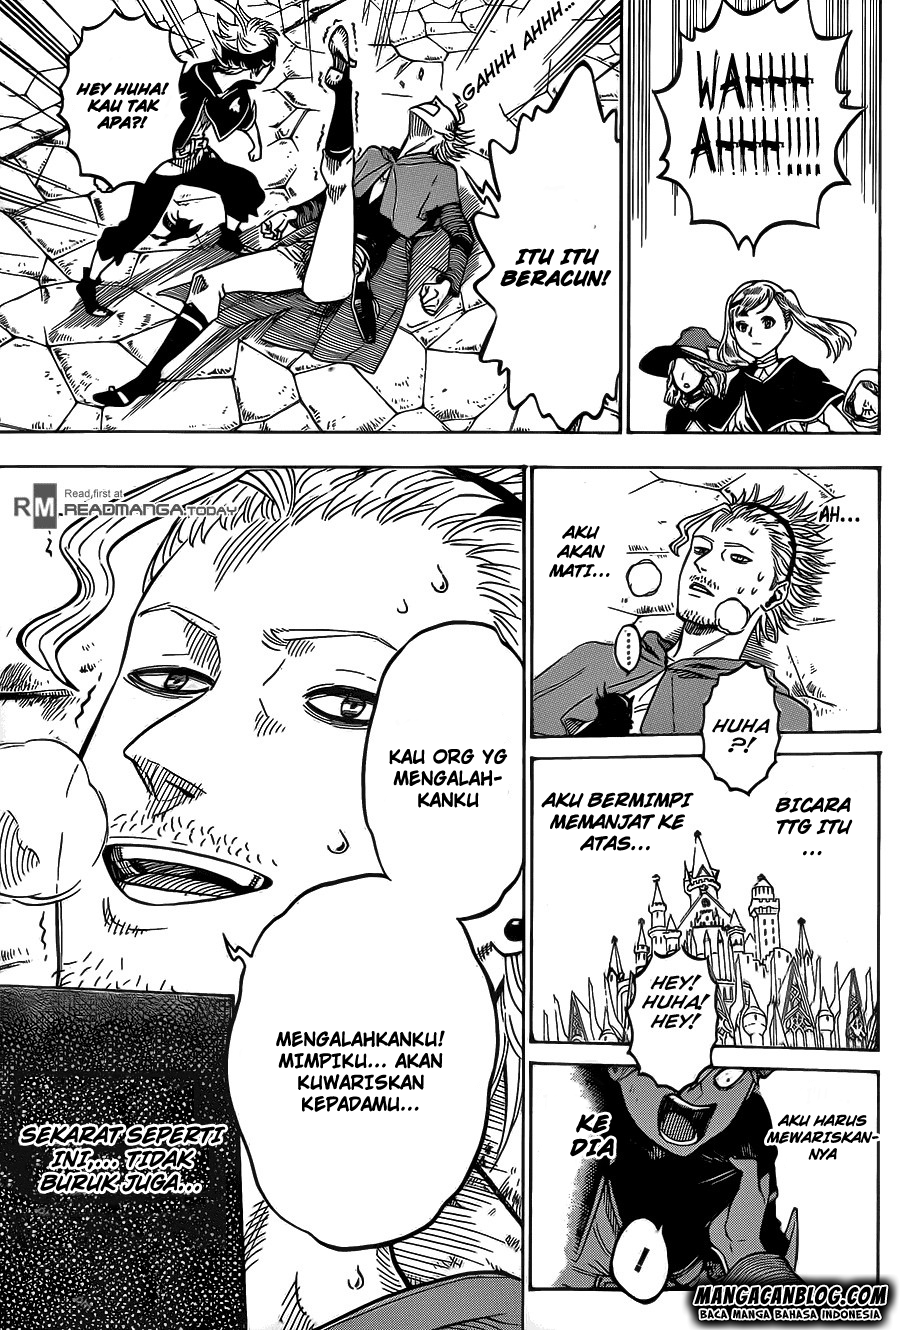 WAHHH
AHHHH!!!!
ITU ITU
BERACUN!
GAHHH AHHH...
HEY HUHA!
KAU TAK
APA?!
AH...
AKU
AKAN
MATI...
......
HUHA
?!
BICARA
TTG ITU
...
AKU BERMIMPI
MEMANJAT KE
ATAS...
HEY!
HUHA!
HEY!
AKU HARUS
MEWARISKAN-
NYA
KE
DIA
!
KAU ORG YG
MENGALAH-
KANKU
MENGALAHKANKU!
MIMPIKU... AKAN
KUWARISKAN
KEPADAMU...
SEKARAT SEPERTI
INI,... TIDAK
BURUK JUGA...
RM
Read,first at
.READMANGA.TODAY
MANGACANBLOG.COM
BACA MANGA BAHASA INDONESIA